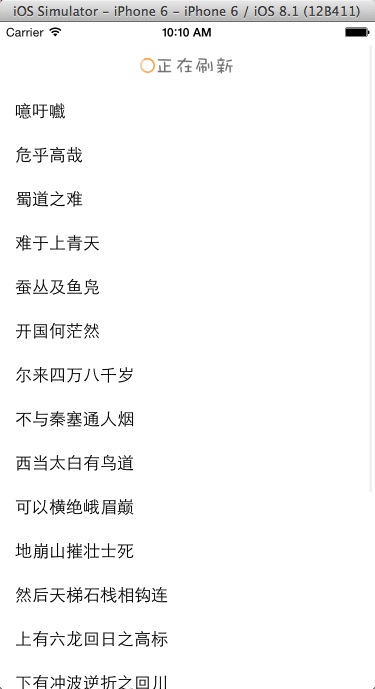 iOS Simulator - iPhone 6 - iPhone 6 / iOS 8.1 (12B411)
Carrier 10:10 AM
正在刷新
噫吁嚱
危乎高哉
蜀道之难
难于上青天
蚕丛及鱼凫
开国何茫然
尔来四万八千岁
不与秦塞通人烟
西当太白有鸟道
可以横绝峨眉巅
地崩山摧壮士死
然后天梯石栈相钩连
上有六龙回日之高标
下有冲波逆折之回川